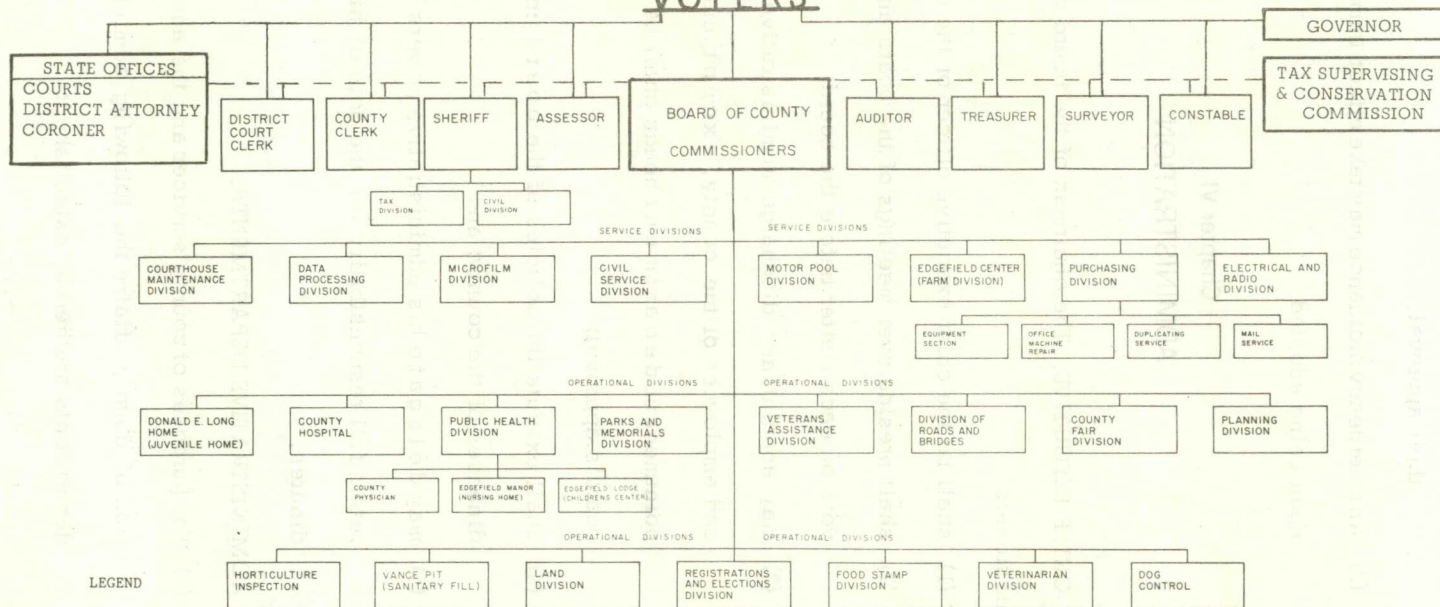 VOTERS
GOVERNOR
STATE OFFICES
COURTS
DISTRICT ATTORNEY
CORONER
TAX SUPERVISING
& CONSERVATION
COMMISSION
DISTRICT
COURT
CLERK
COUNTY
CLERK
SHERIFF
ASSESSOR
BOARD OF COUNTY
COMMISSIONERS
AUDITOR
TREASURER
SURVEYOR
CONSTABLE
TAX
DIVISION
CIVIL
DIVISION
SERVICE DIVISIONS
SERVICE DIVISIONS
COURTHOUSE
MAINTENANCE
DIVISION
DATA
PROCESSING
DIVISION
MICROFILM
DIVISION
CIVIL
SERVICE
DIVISION
MOTOR POOL
DIVISION
EDGEFIELD CENTER
(FARM DIVISION)
PURCHASING
DIVISION
ELECTRICAL AND
RADIO
DIVISION
EQUIPMENT
SECTION
OFFICE
MACHINE
REPAIR
DUPLICATING
SERVICE
MAIL
SERVICE
OPERATIONAL DIVISIONS
OPERATIONAL DIVISIONS
DONALD E. LONG
HOME
(JUVENILE HOME)
COUNTY
HOSPITAL
PUBLIC HEALTH
DIVISION
PARKS AND
MEMORIALS
DIVISION
VETERANS
ASSISTANCE
DIVISION
DIVISION OF
ROADS AND
BRIDGES
COUNTY
FAIR
DIVISION
PLANNING
DIVISION
COUNTY
PHYSICIAN
EDGEFIELD MANOR
(NURSING HOME)
EDGEFIELD LODGE
(CHILDRENS CENTER)
OPERATIONAL DIVISIONS
OPERATIONAL DIVISIONS
LEGEND
HORTICULTURE
INSPECTION
VANCE PIT
(SANITARY FILL)
LAND
DIVISION
REGISTRATIONS
AND ELECTIONS
DIVISION
FOOD STAMP
DIVISION
VETERINARIAN
DIVISION
DOG
CONTROL